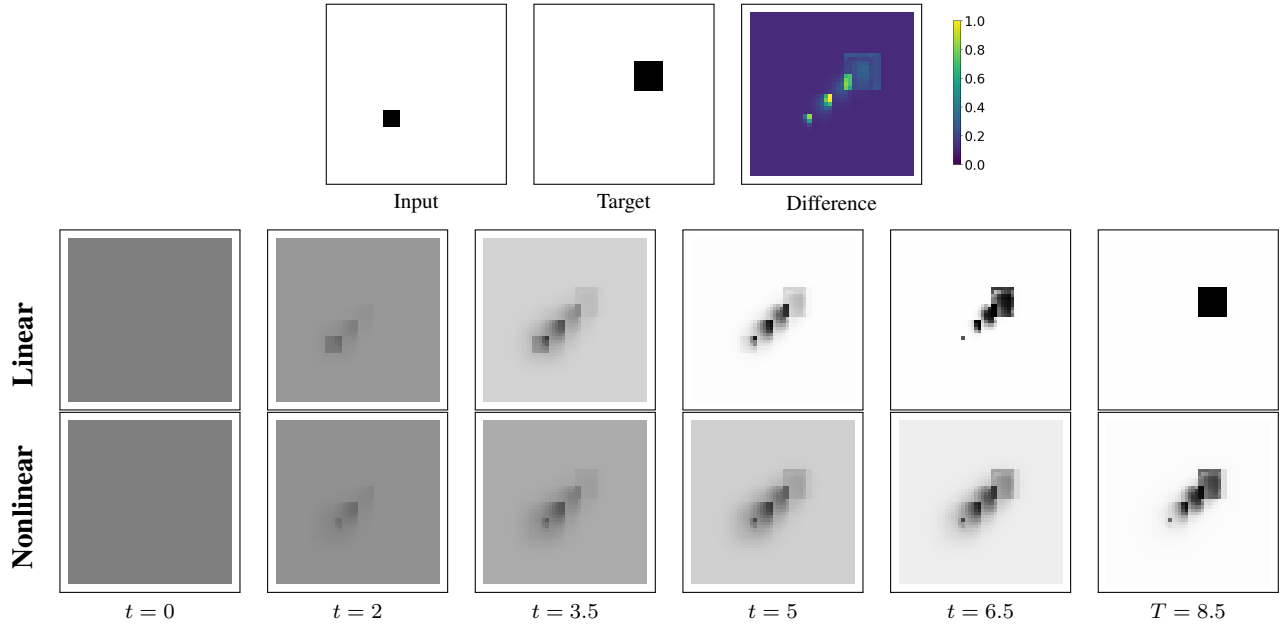 1.0
0.8
0.6
0.4
0.2
0.0
Input
Target
Difference
Linear
Nonlinear
t = 0
t = 2
t = 3.5
t = 5
t = 6.5
T = 8.5